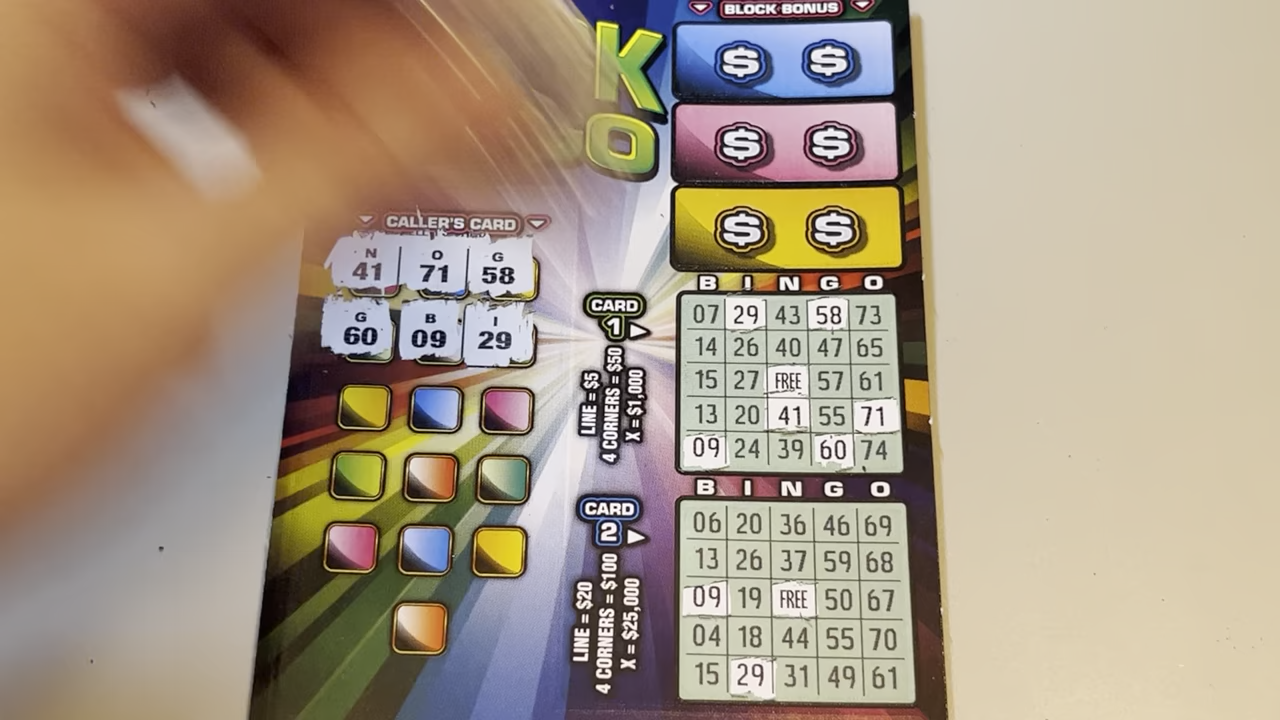 BLOCK BONUS
$ $
$ $
$ $
K
O
CALLER'S CARD
N O G
41 71 58
G B I
60 09 29
CARD
1
LINE = $5
4 CORNERS = $50
X = $1,000
B I N G O
07 29 43 58 73
14 26 40 47 65
15 27 FREE 57 61
13 20 41 55 71
09 24 39 60 74
CARD
2
LINE = $20
4 CORNERS = $100
X = $25,000
B I N G O
06 20 36 46 69
13 26 37 59 68
09 19 FREE 50 67
04 18 44 55 70
15 29 31 49 61